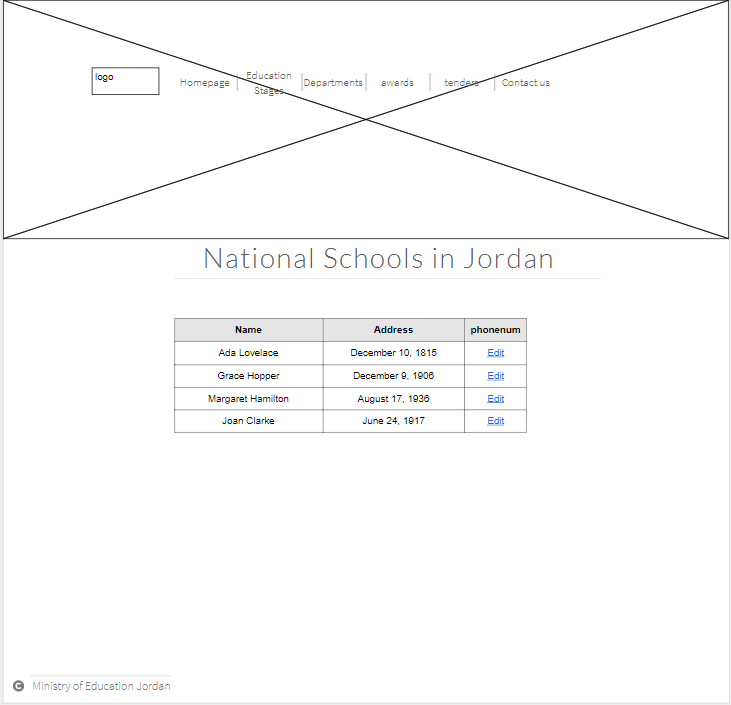 logo
Homepage
Education
Stages
Departments
awards
tenders
Contact us
National Schools in Jordan
Name Address phonenum
Ada Lovelace December 10, 1815 Edit
Grace Hopper December 9, 1906 Edit
Margaret Hamilton August 17, 1936 Edit
Joan Clarke June 24, 1917 Edit
© Ministry of Education Jordan